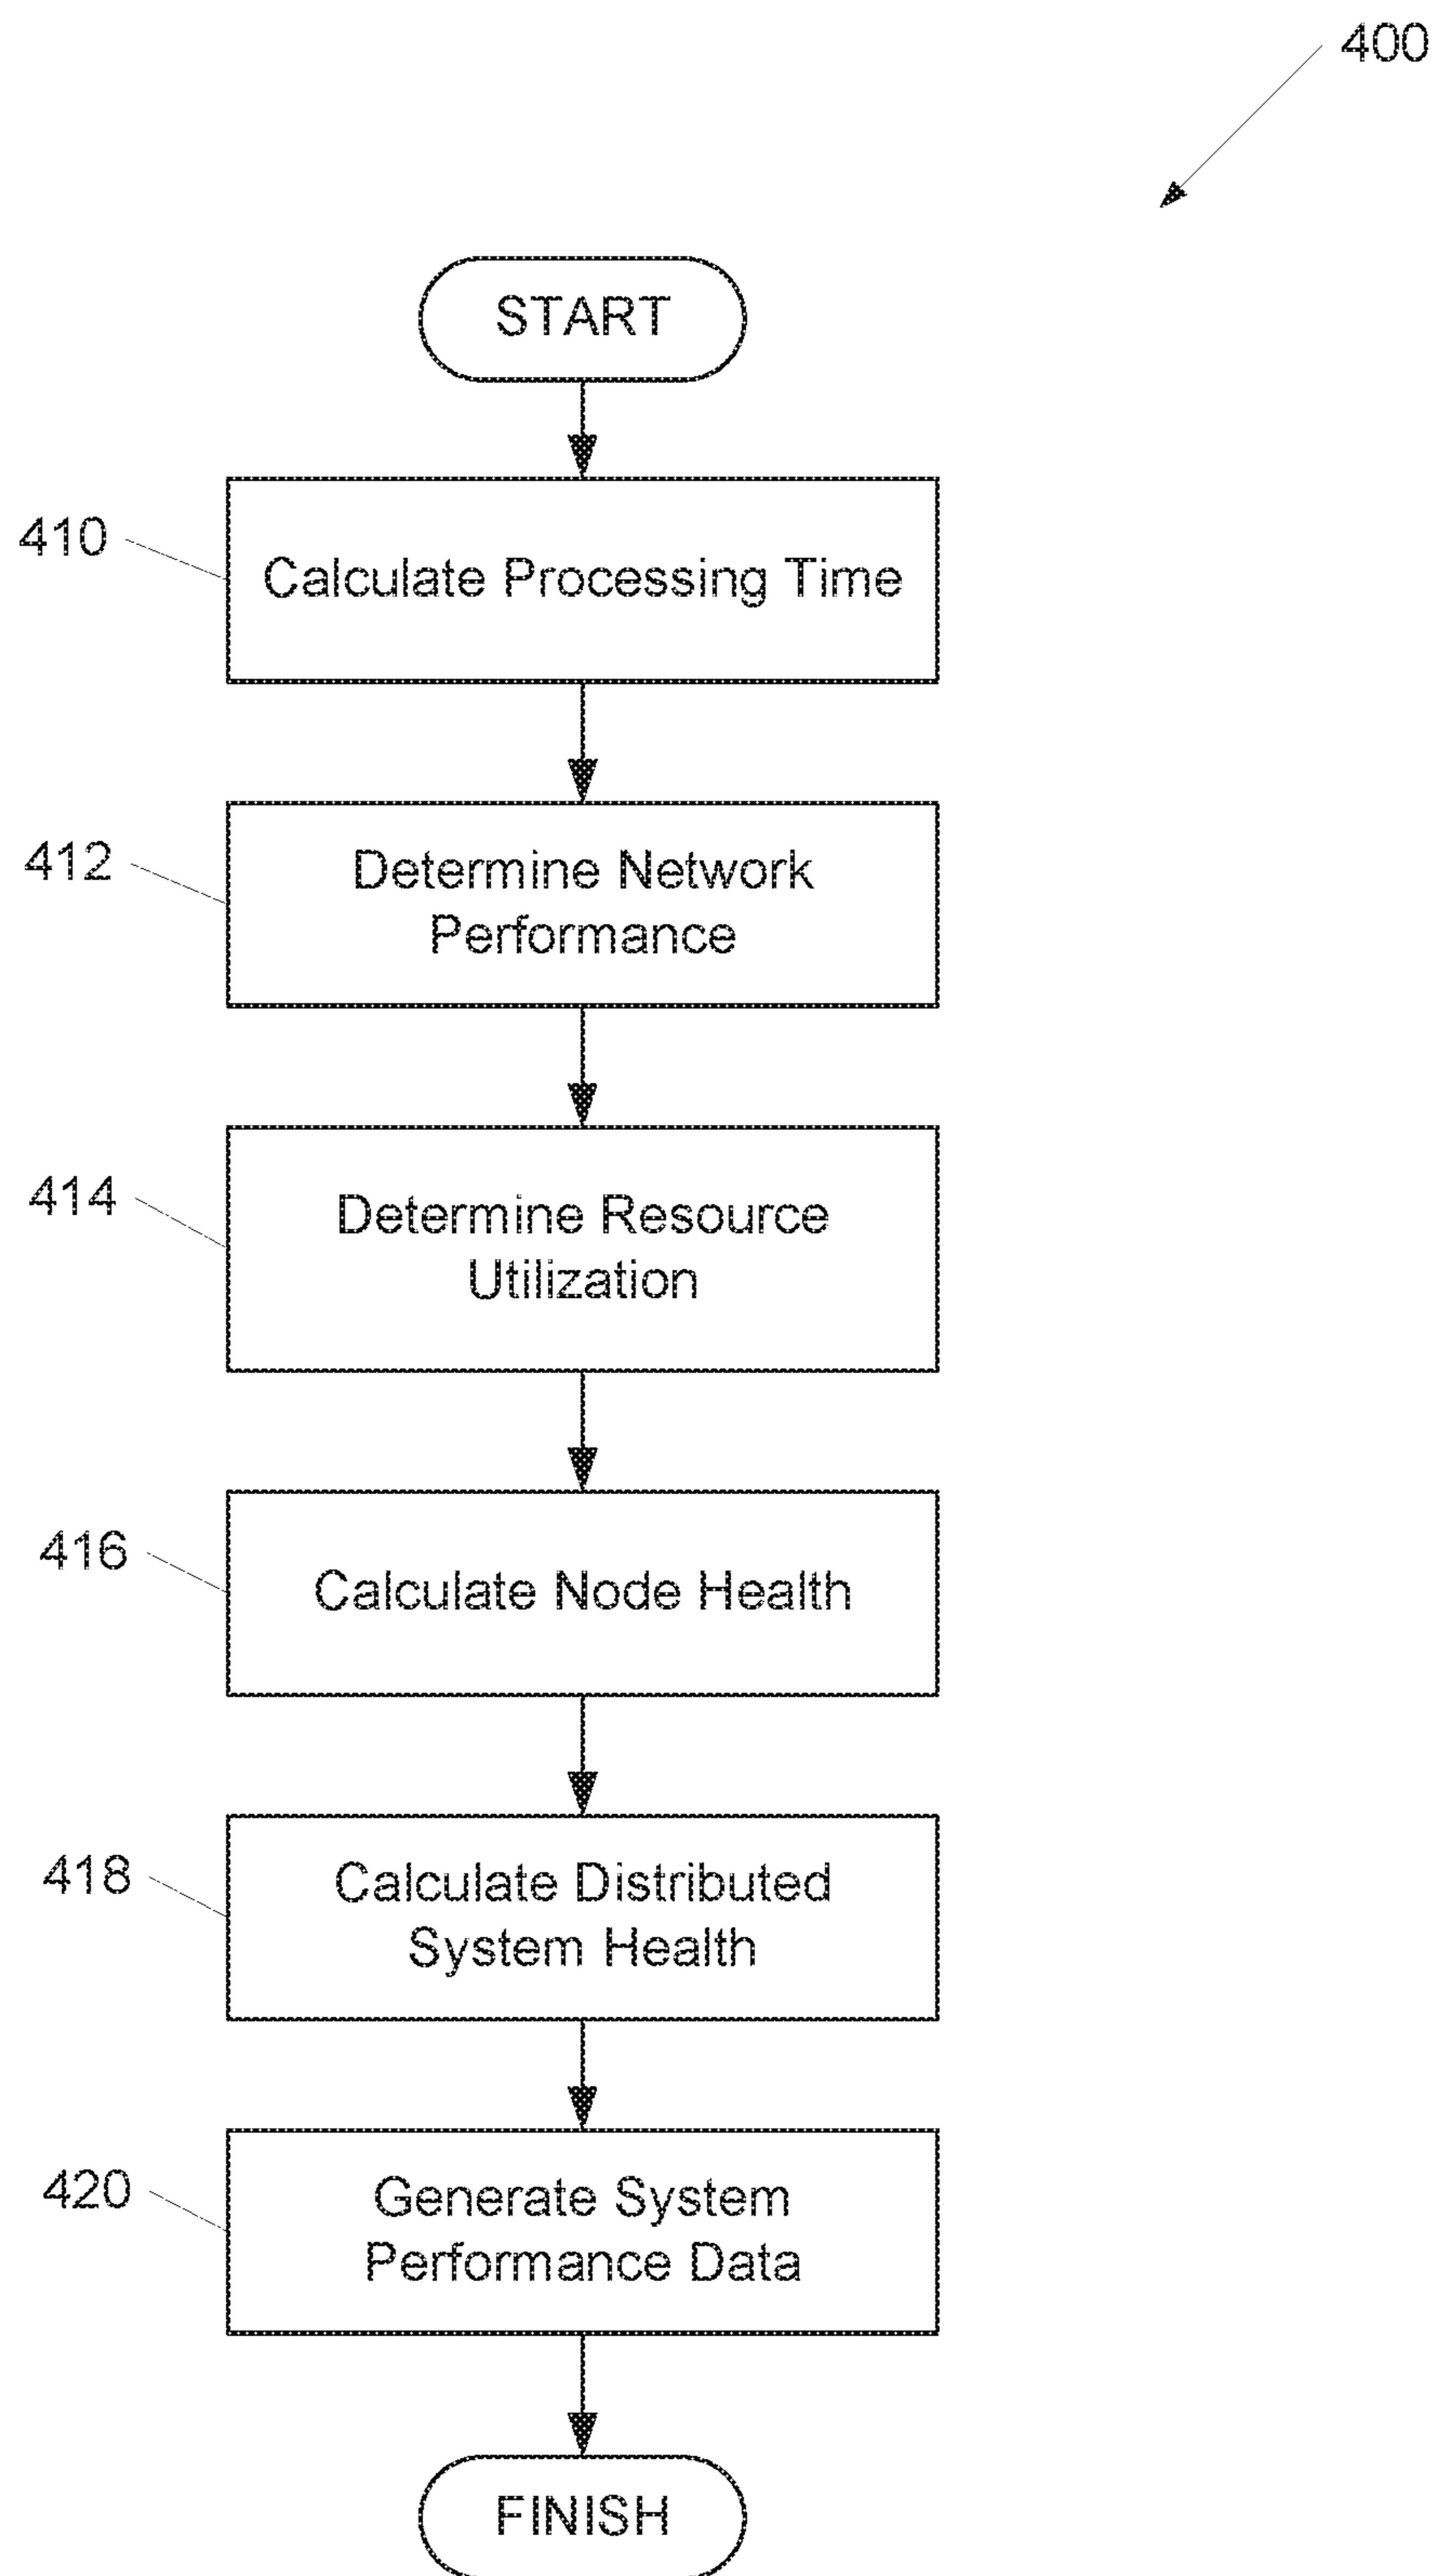 400
START
410
Calculate Processing Time
412
Determine Network
Performance
414
Determine Resource
Utilization
416
Calculate Node Health
418
Calculate Distributed
System Health
420
Generate System
Performance Data
FINISH